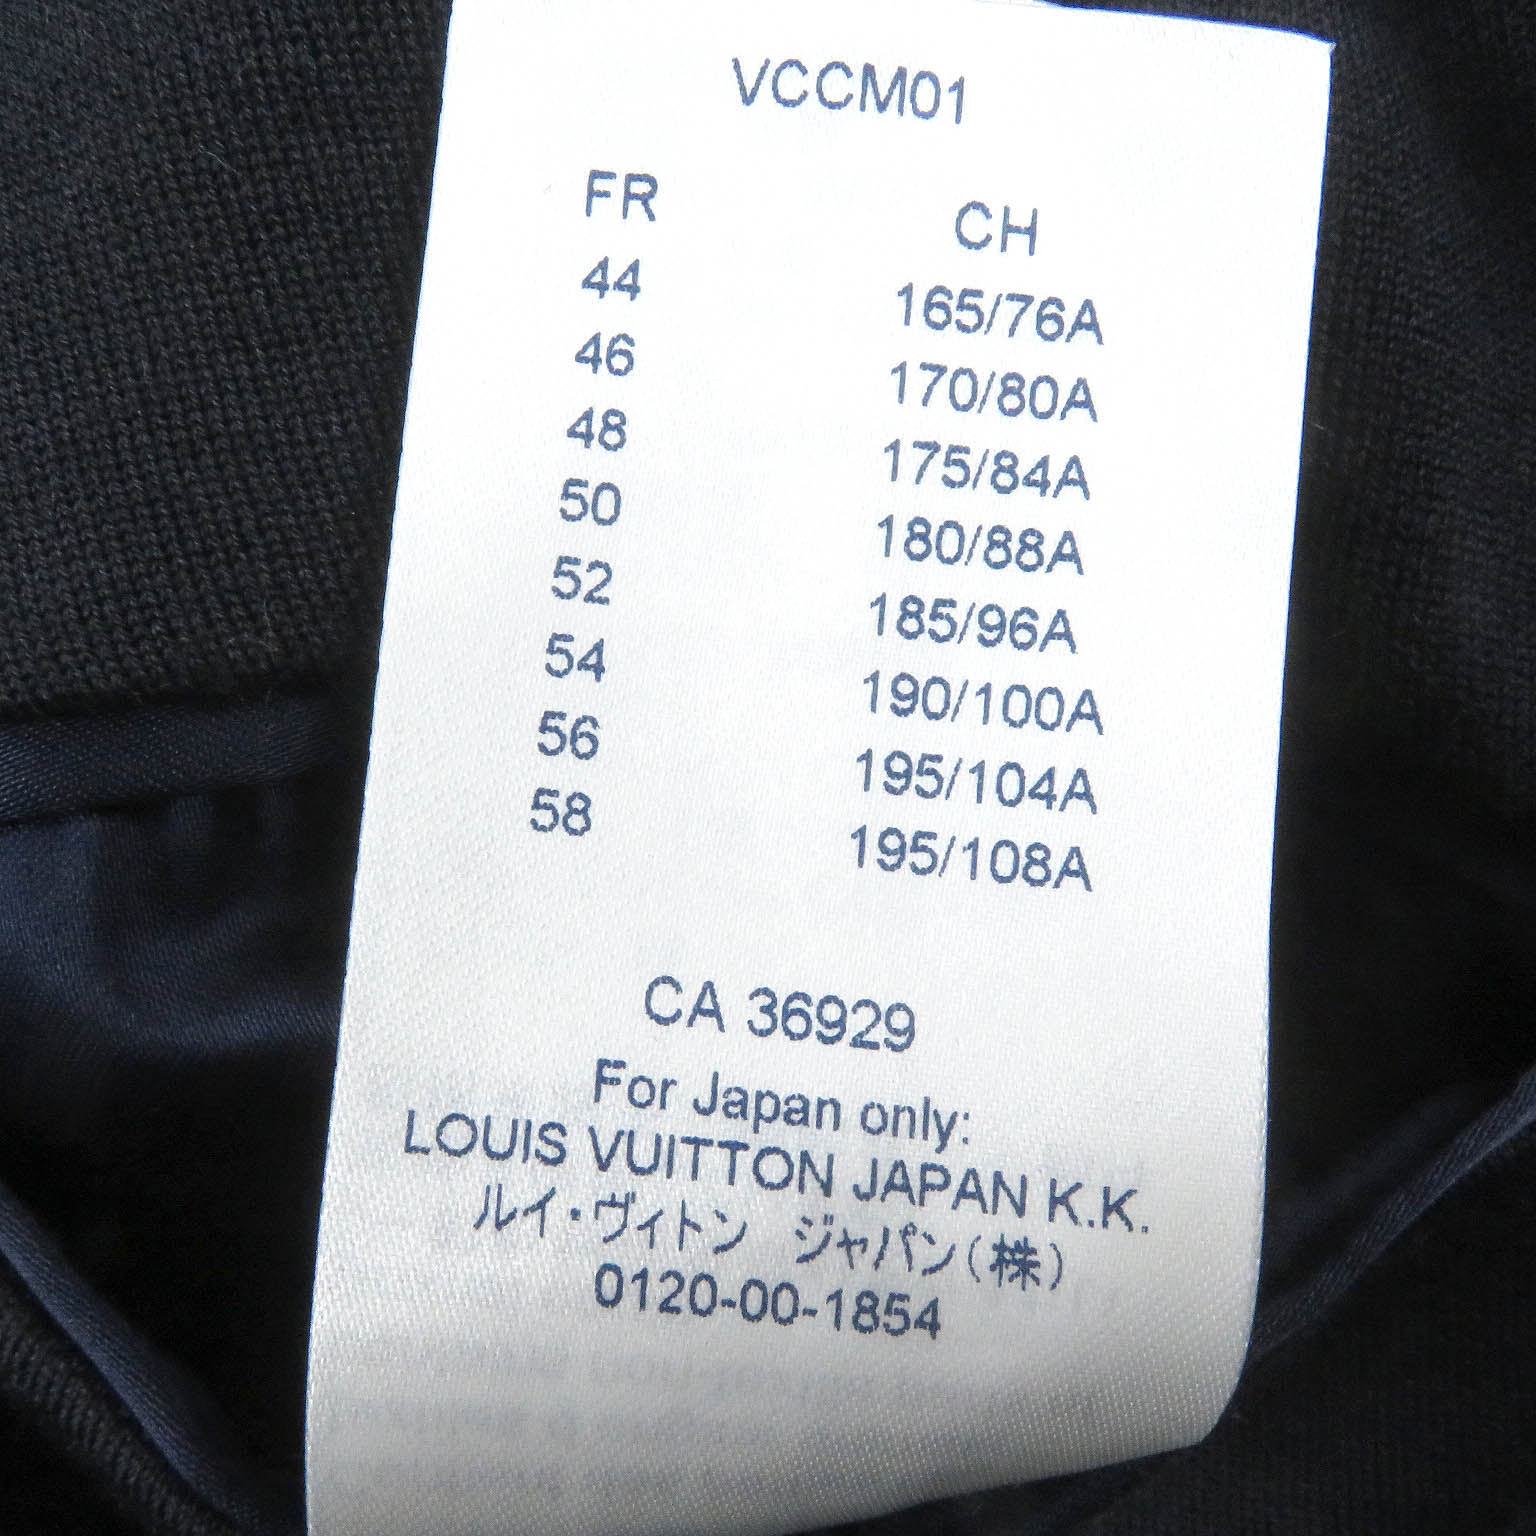 VCCM01
FR CH
44 165/76A
46 170/80A
48 175/84A
50 180/88A
52 185/96A
54 190/100A
56 195/104A
58 195/108A
CA 36929
For Japan only:
LOUIS VUITTON JAPAN K.K.
ルイ・ヴィトン ジャパン(株)
0120-00-1854